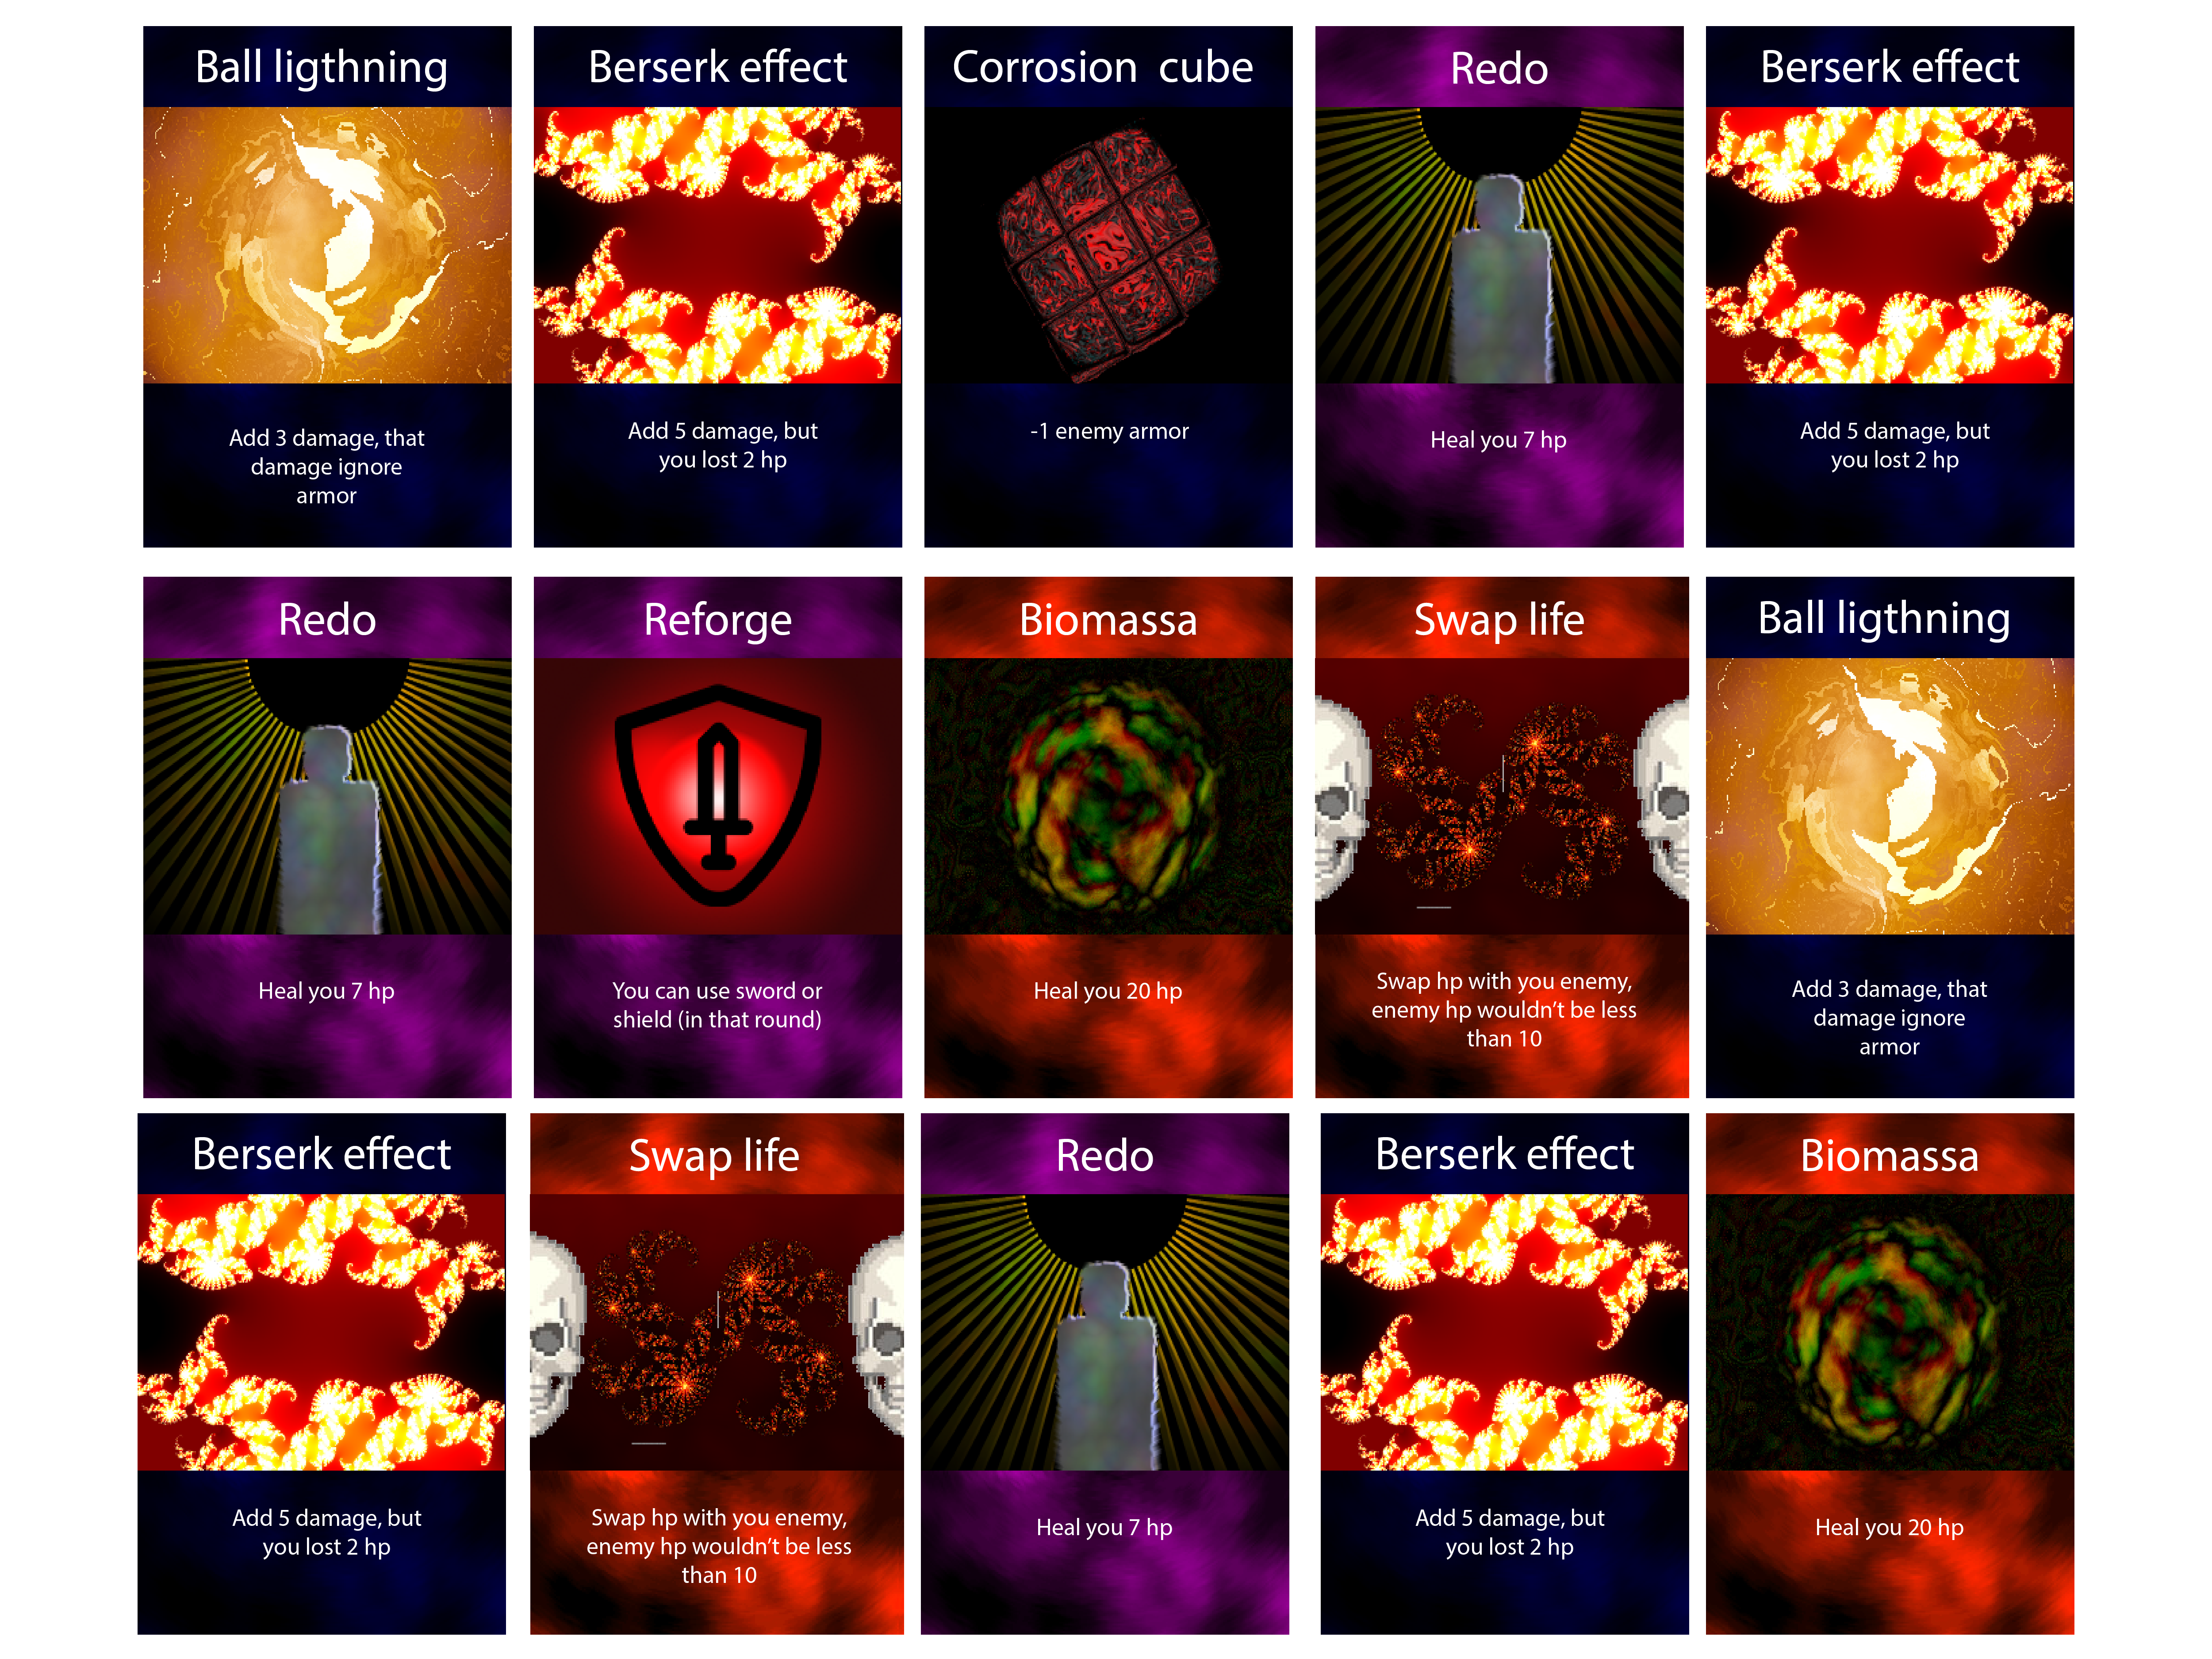 Ball ligthning
Add 3 damage, that
damage ignore
armor
Berserk effect
Add 5 damage, but
you lost 2 hp
Corrosion  cube
-1 enemy armor
Redo
Heal you 7 hp
Berserk effect
Add 5 damage, but
you lost 2 hp
Redo
Heal you 7 hp
Reforge
You can use sword or
shield (in that round)
Biomassa
Heal you 20 hp
Swap life
Swap hp with you enemy,
enemy hp wouldn't be less
than 10
Ball ligthning
Add 3 damage, that
damage ignore
armor
Berserk effect
Add 5 damage, but
you lost 2 hp
Swap life
Swap hp with you enemy,
enemy hp wouldn't be less
than 10
Redo
Heal you 7 hp
Berserk effect
Add 5 damage, but
you lost 2 hp
Biomassa
Heal you 20 hp